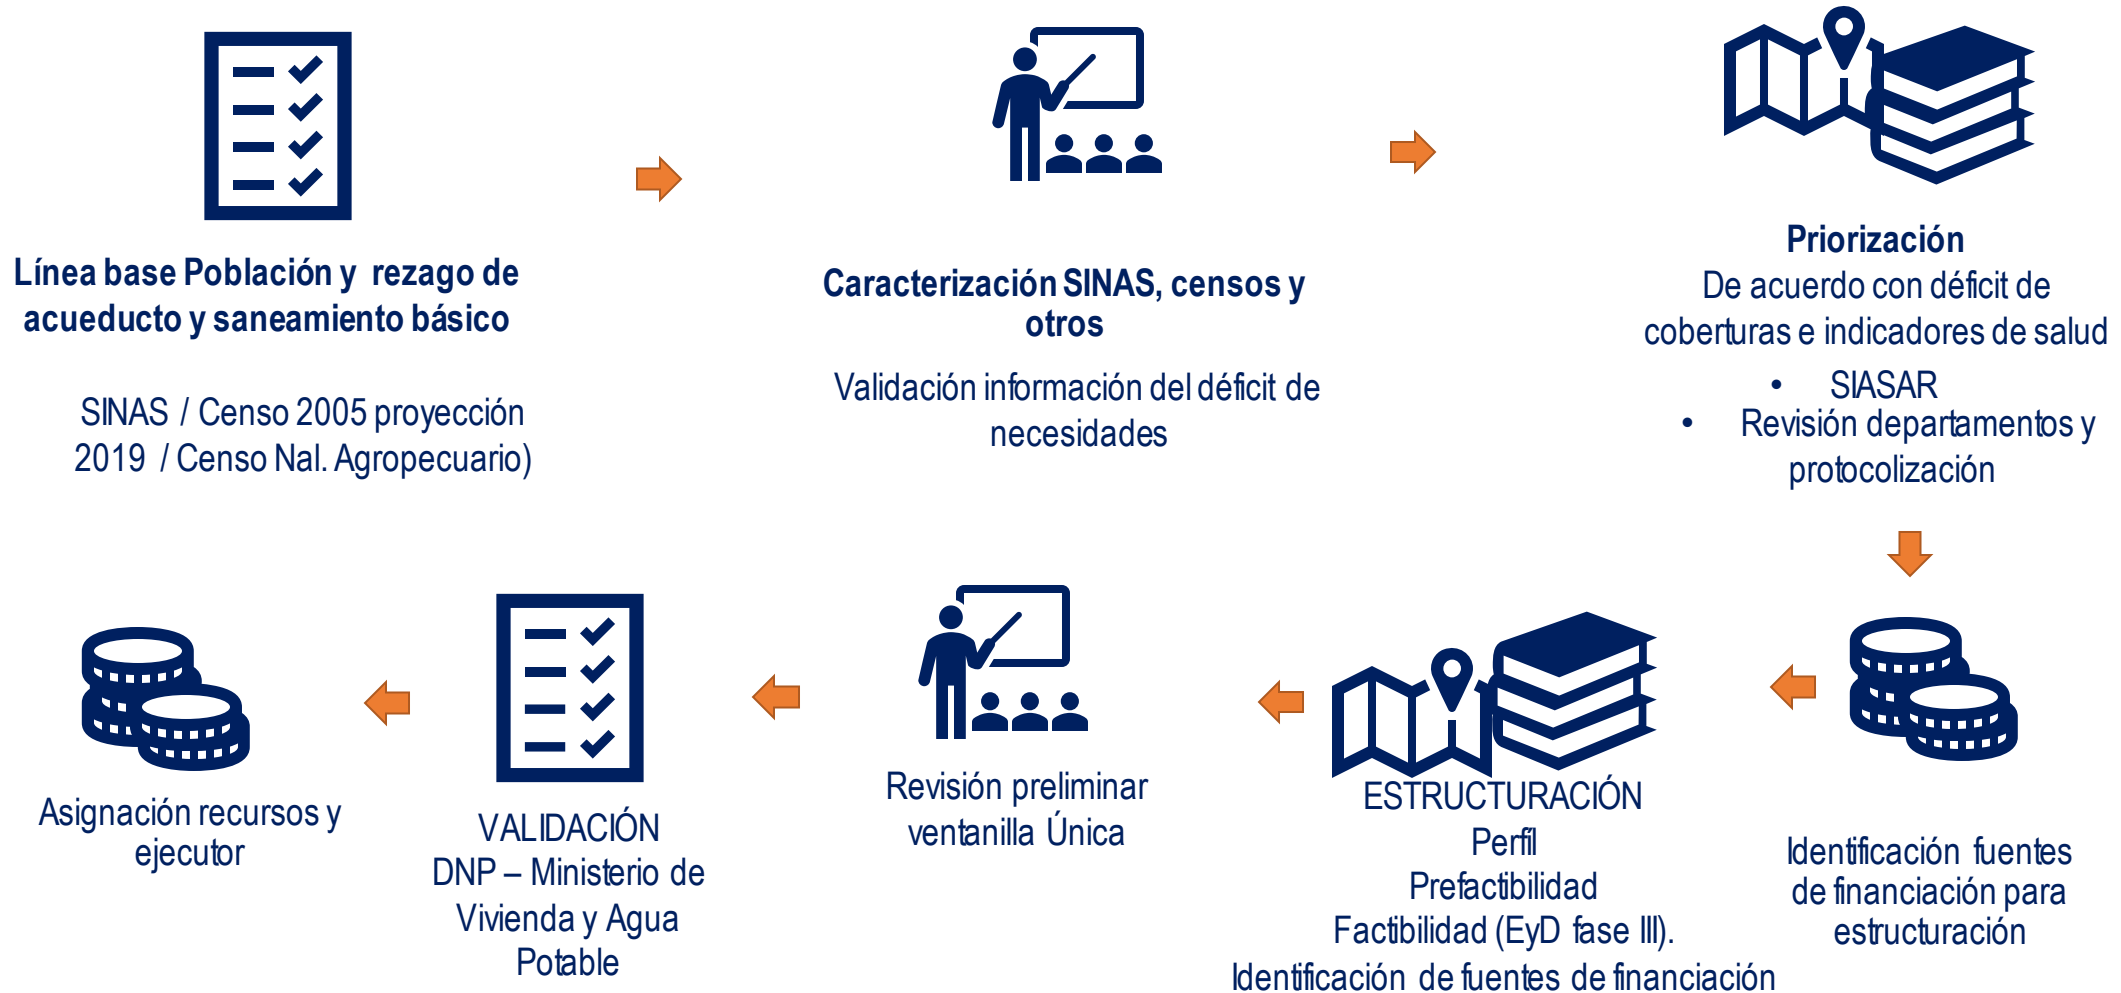 Línea base Población y rezago de
acueducto y saneamiento básico
SINAS / Censo 2005 proyección
2019 / Censo Nal. Agropecuario)
Caracterización SINAS, censos y
otros
Validación información del déficit de
necesidades
Priorización
De acuerdo con déficit de
coberturas e indicadores de salud
• SIASAR
• Revisión departamentos y
protocolización
Identificación fuentes
de financiación para
estructuración
ESTRUCTURACIÓN
Perfil
Prefactibilidad
Factibilidad (EyD fase III).
Identificación de fuentes de financiación
Revisión preliminar
ventanilla Única
VALIDACIÓN
DNP – Ministerio de
Vivienda y Agua
Potable
Asignación recursos y
ejecutor